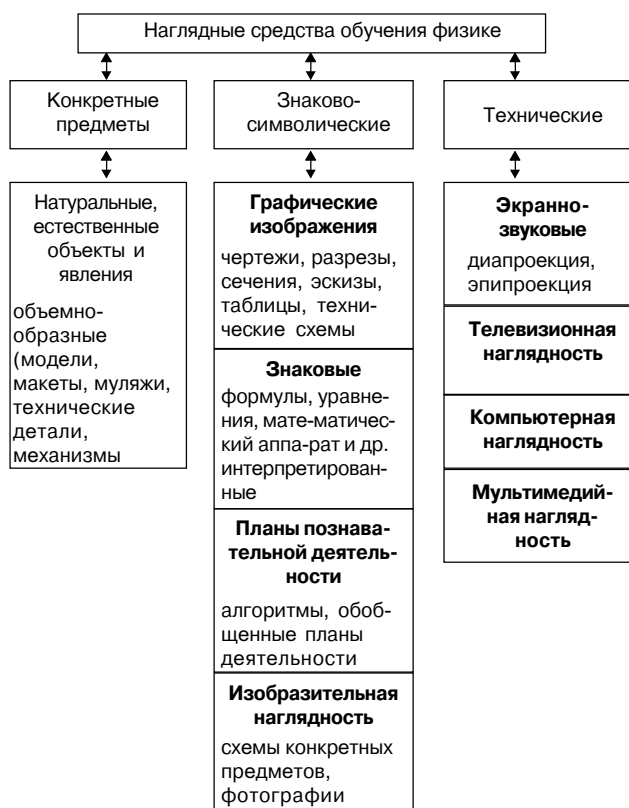 Наглядные средства обучения физике
Конкретные
предметы
Знаково-
символические
Технические
Натуральные,
естественные
объекты и
явления
объемно-
образные
(модели,
макеты, муляжи,
технические
детали,
механизмы
Графические
изображения
чертежи, разрезы,
сечения, эскизы,
таблицы, техни-
ческие схемы
Знаковые
формулы, уравне-
ния, мате-матичес-
кий аппа-рат и др.
интерпретирован-
ные
Планы познава-
тельной деятель-
ности
алгоритмы, обоб-
щенные планы
деятельности
Изобразительная
наглядность
схемы конкретных
предметов,
фотографии
Экранно-
звуковые
диапроекция,
эпипроекция
Телевизионная
наглядность
Компьютерная
наглядность
Мультимедий-
ная нагляд-
ность